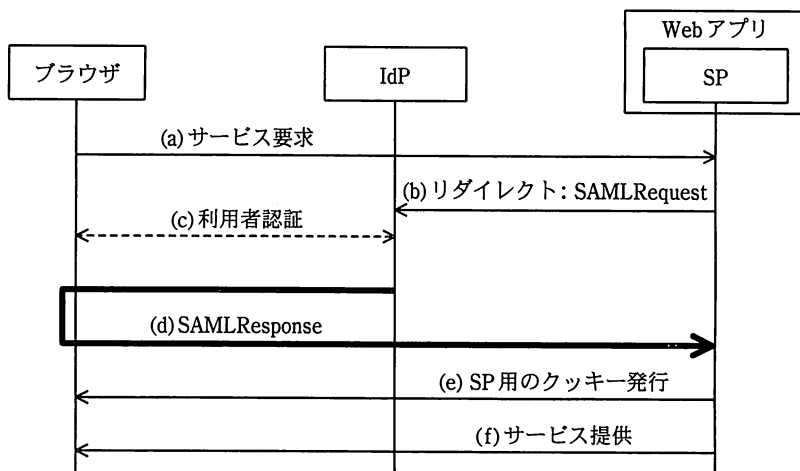 Webアプリ
ブラウザ
IdP
SP
(a)サービス要求
(b)リダイレクト: SAMLRequest
(c)利用者認証
(d)SAMLResponse
(e)SP用のクッキー発行
(f)サービス提供